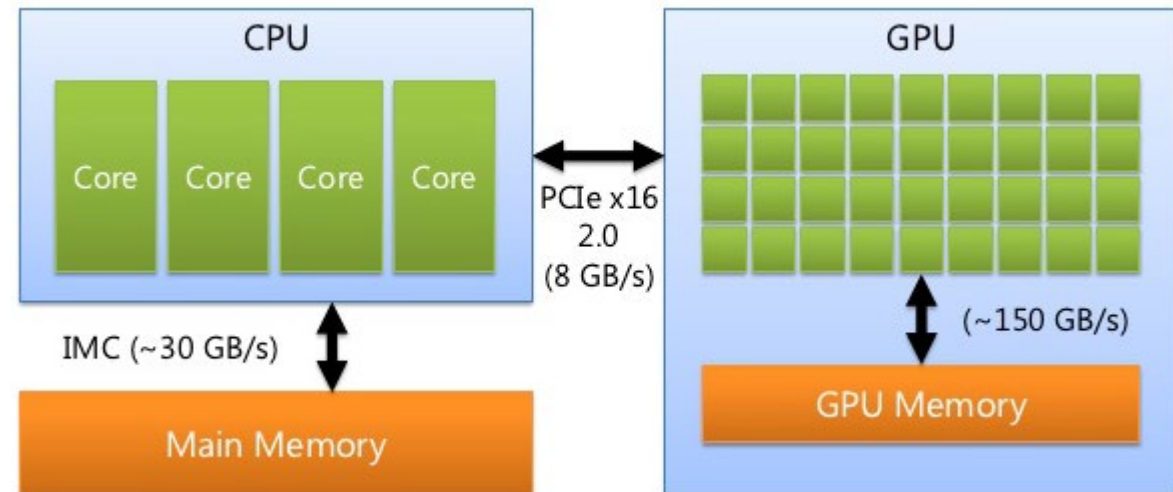 CPU
Core
Core
Core
Core
IMC (~30 GB/s)
Main Memory
PCIe x16
2.0
(8 GB/s)
GPU
(~150 GB/s)
GPU Memory